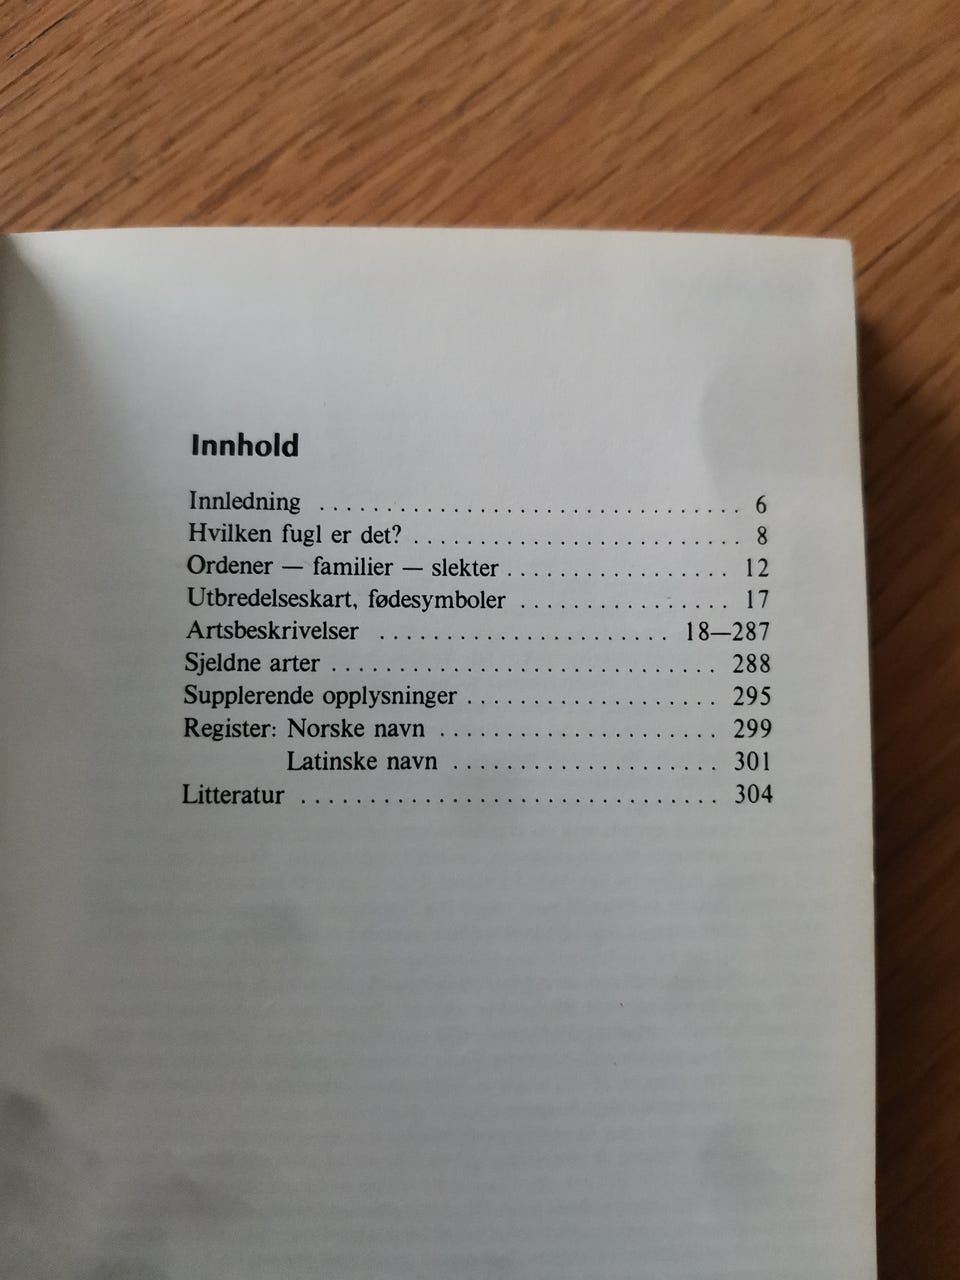 Innhold
Innledning ................................ 6
Hvilken fugl er det? ......................... 8
Ordener — familier — slekter ................. 12
Utbredelseskart, fødesymboler ................ 17
Artsbeskrivelser ...................... 18—287
Sjeldne arter ............................. 288
Supplerende opplysninger ................... 295
Register: Norske navn ..................... 299
Latinske navn .................... 301
Litteratur ............................... 304